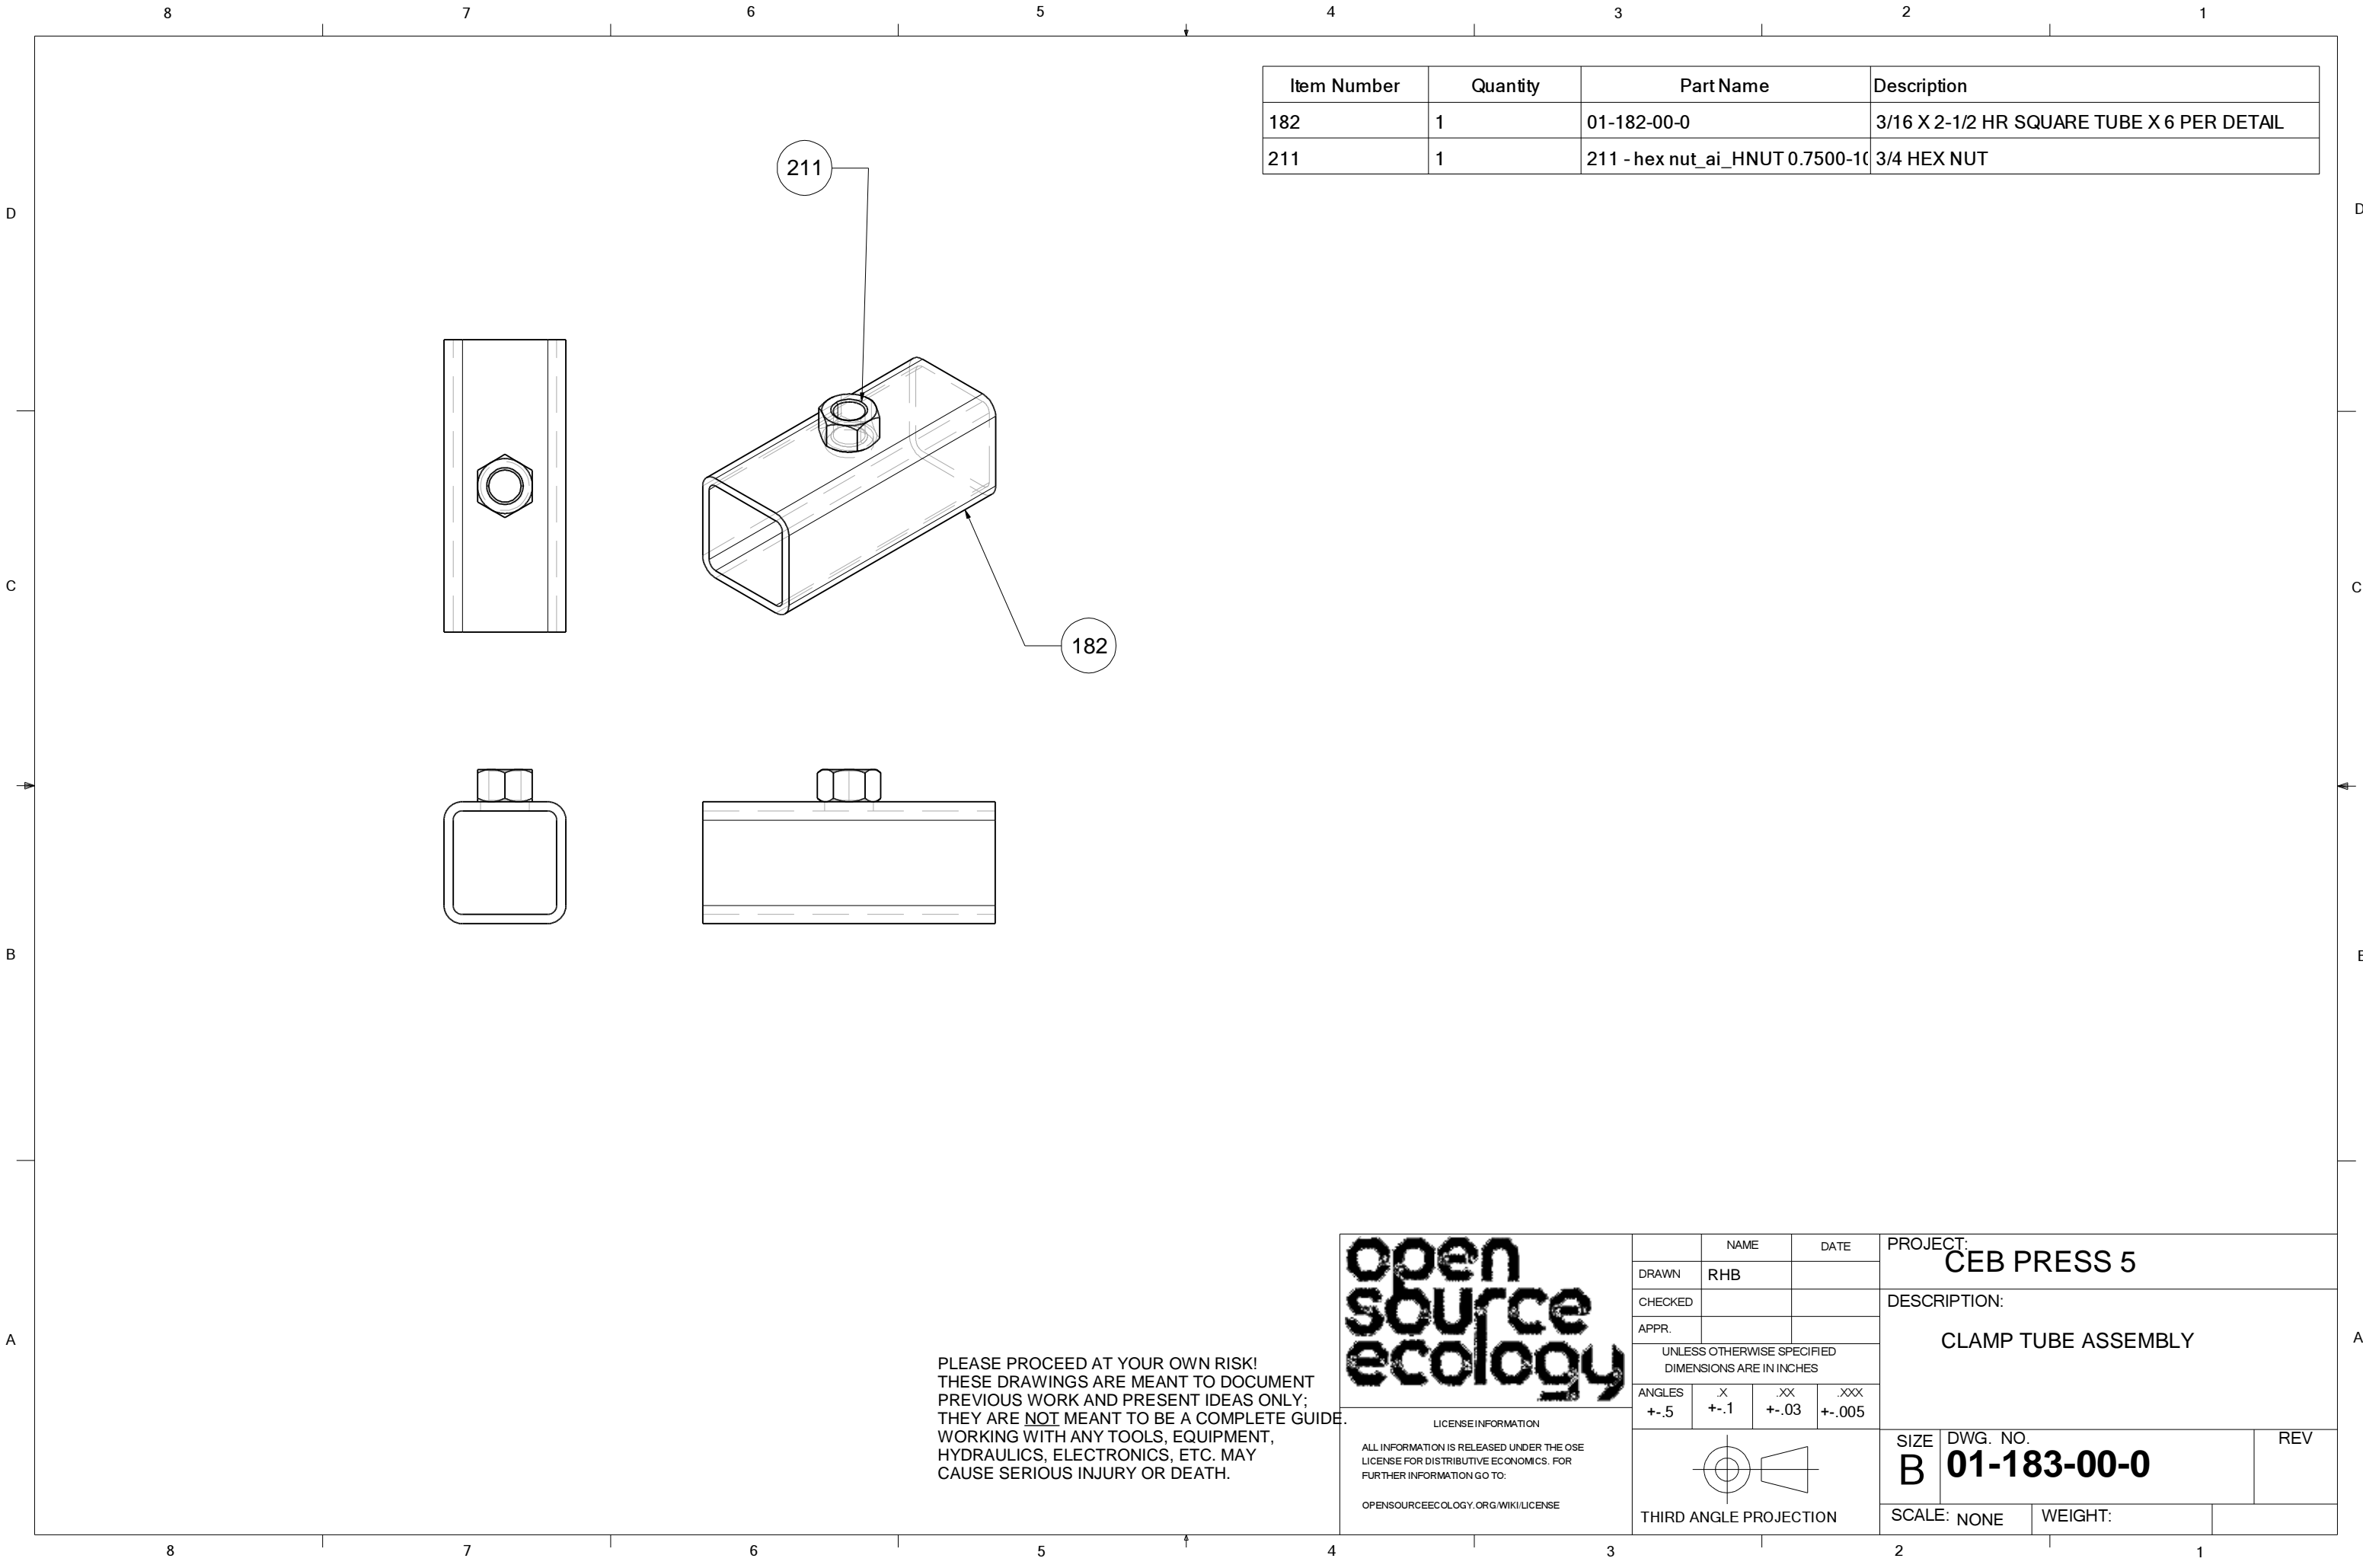 8 7 6 5 4 3 2 1
Item Number Quantity Part Name Description
182 1 01-182-00-0 3/16 X 2-1/2 HR SQUARE TUBE X 6 PER DETAIL
211 1 211 - hex nut_ai_HNUT 0.7500-10 3/4 HEX NUT
211
D D
C C
182
B B
A A
PLEASE PROCEED AT YOUR OWN RISK!
THESE DRAWINGS ARE MEANT TO DOCUMENT
PREVIOUS WORK AND PRESENT IDEAS ONLY;
THEY ARE NOT MEANT TO BE A COMPLETE GUIDE.
WORKING WITH ANY TOOLS, EQUIPMENT,
HYDRAULICS, ELECTRONICS, ETC. MAY
CAUSE SERIOUS INJURY OR DEATH.
open
source
ecology
LICENSE INFORMATION
ALL INFORMATION IS RELEASED UNDER THE OSE
LICENSE FOR DISTRIBUTIVE ECONOMICS. FOR
FURTHER INFORMATION GO TO:
OPENSOURCEECOLOGY.ORG/WIKI/LICENSE
NAME DATE
DRAWN RHB
CHECKED
APPR.
UNLESS OTHERWISE SPECIFIED
DIMENSIONS ARE IN INCHES
ANGLES .X .XX .XXX
+-.5 +-.1 +-.03 +-.005
THIRD ANGLE PROJECTION
PROJECT:
CEB PRESS 5
DESCRIPTION:
CLAMP TUBE ASSEMBLY
SIZE DWG. NO. REV
B 01-183-00-0
SCALE: NONE WEIGHT:
8 7 6 5 4 3 2 1